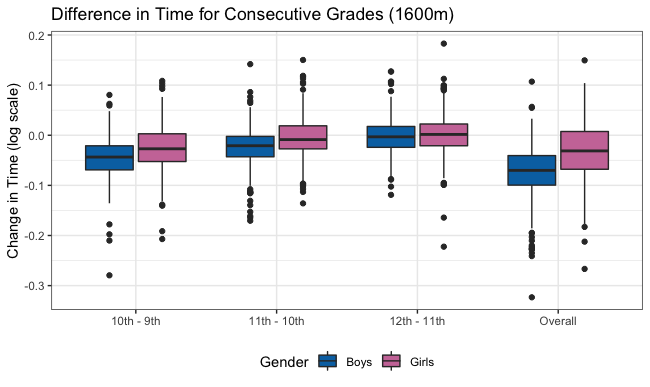 Difference in Time for Consecutive Grades (1600m)
Change in Time (log scale)
0.2
0.1
0.0
-0.1
-0.2
-0.3
10th - 9th
11th - 10th
12th - 11th
Overall
Gender
Boys
Girls